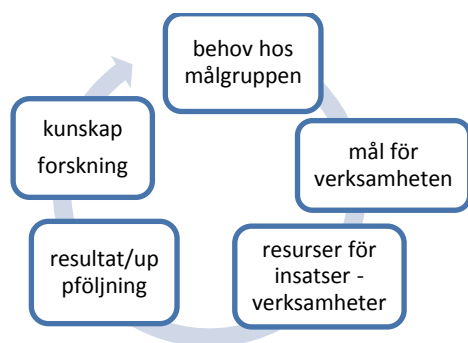 behov hos
målgruppen
mål för
verksamheten
resurser för
insatser -
verksamheter
resultat/up
pföljning
kunskap
forskning